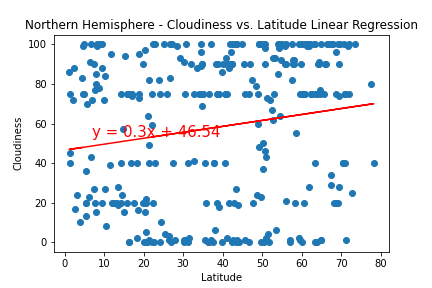 Northern Hemisphere - Cloudiness vs. Latitude Linear Regression
100
80
60
40
20
0
Cloudiness
y = 0.3x + 46.54
0 10 20 30 40 50 60 70 80
Latitude